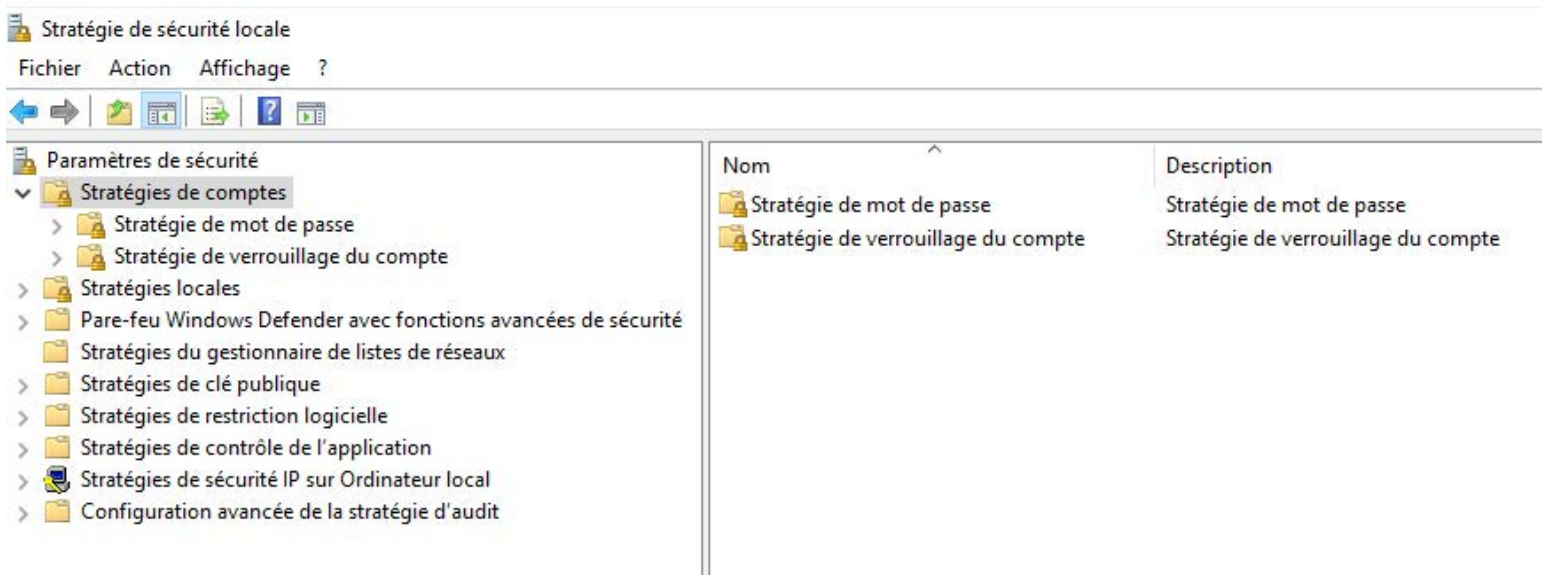 Stratégie de sécurité locale
Fichier Action Affichage ?
Paramètres de sécurité
Stratégies de comptes
Stratégie de mot de passe
Stratégie de verrouillage du compte
Stratégies locales
Pare-feu Windows Defender avec fonctions avancées de sécurité
Stratégies du gestionnaire de listes de réseaux
Stratégies de clé publique
Stratégies de restriction logicielle
Stratégies de contrôle de l'application
Stratégies de sécurité IP sur Ordinateur local
Configuration avancée de la stratégie d'audit
Nom Description
Stratégie de mot de passe Stratégie de mot de passe
Stratégie de verrouillage du compte Stratégie de verrouillage du compte